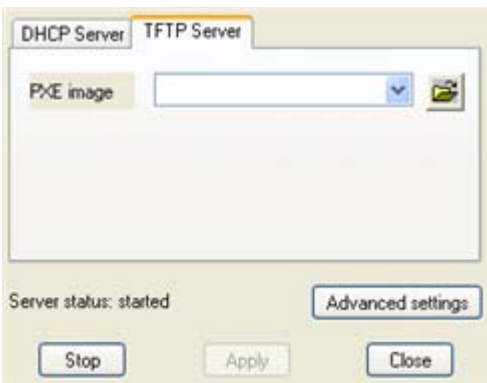 DHCP Server TFTP Server
PXE image
Server status: started Advanced settings
Stop Apply Close